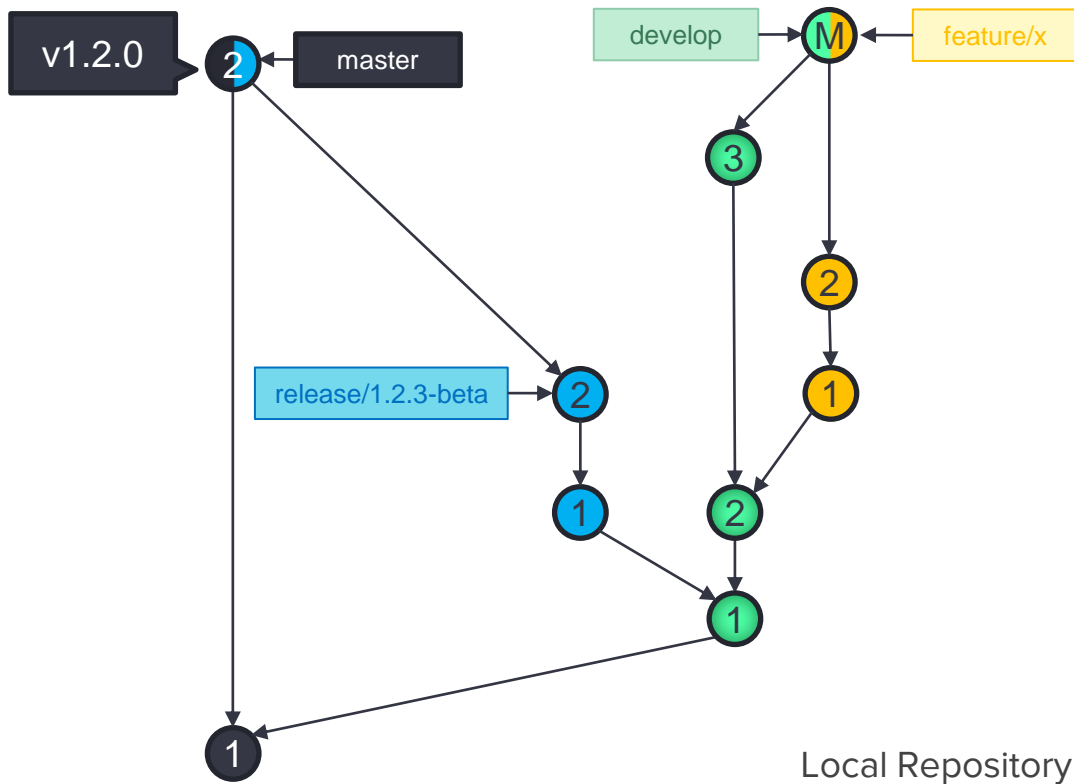 v1.2.0
2
master
develop
M
feature/x
3
2
release/1.2.3-beta
2
1
1
2
1
1
Local Repository